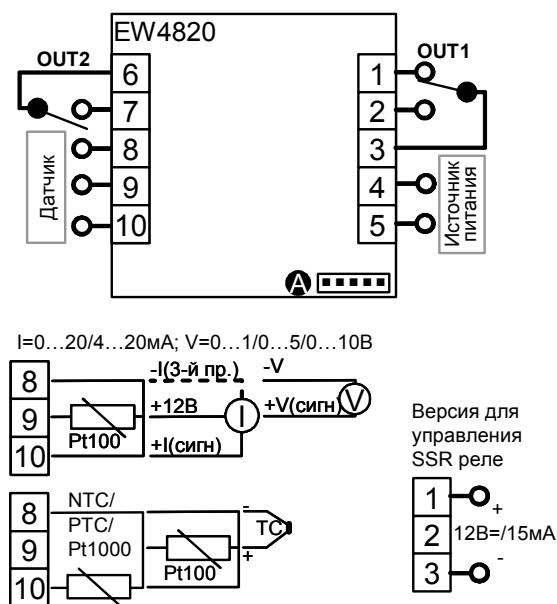 EW4820
OUT2
OUT1
6
7
8
9
10
1
2
3
4
5
Датчик
Источник
питания
A
I=0…20/4…20мА; V=0…1/0…5/0…10В
8
9
10
-I(3-й пр.)
-V
+12В
+V(сигн)
I
V
Pt100
+I(сигн)
8
9
10
NTC/
PTC/
Pt1000
-
TC
+
Pt100
Версия для
управления
SSR реле
1
2
3
+
12В=/15мА
-